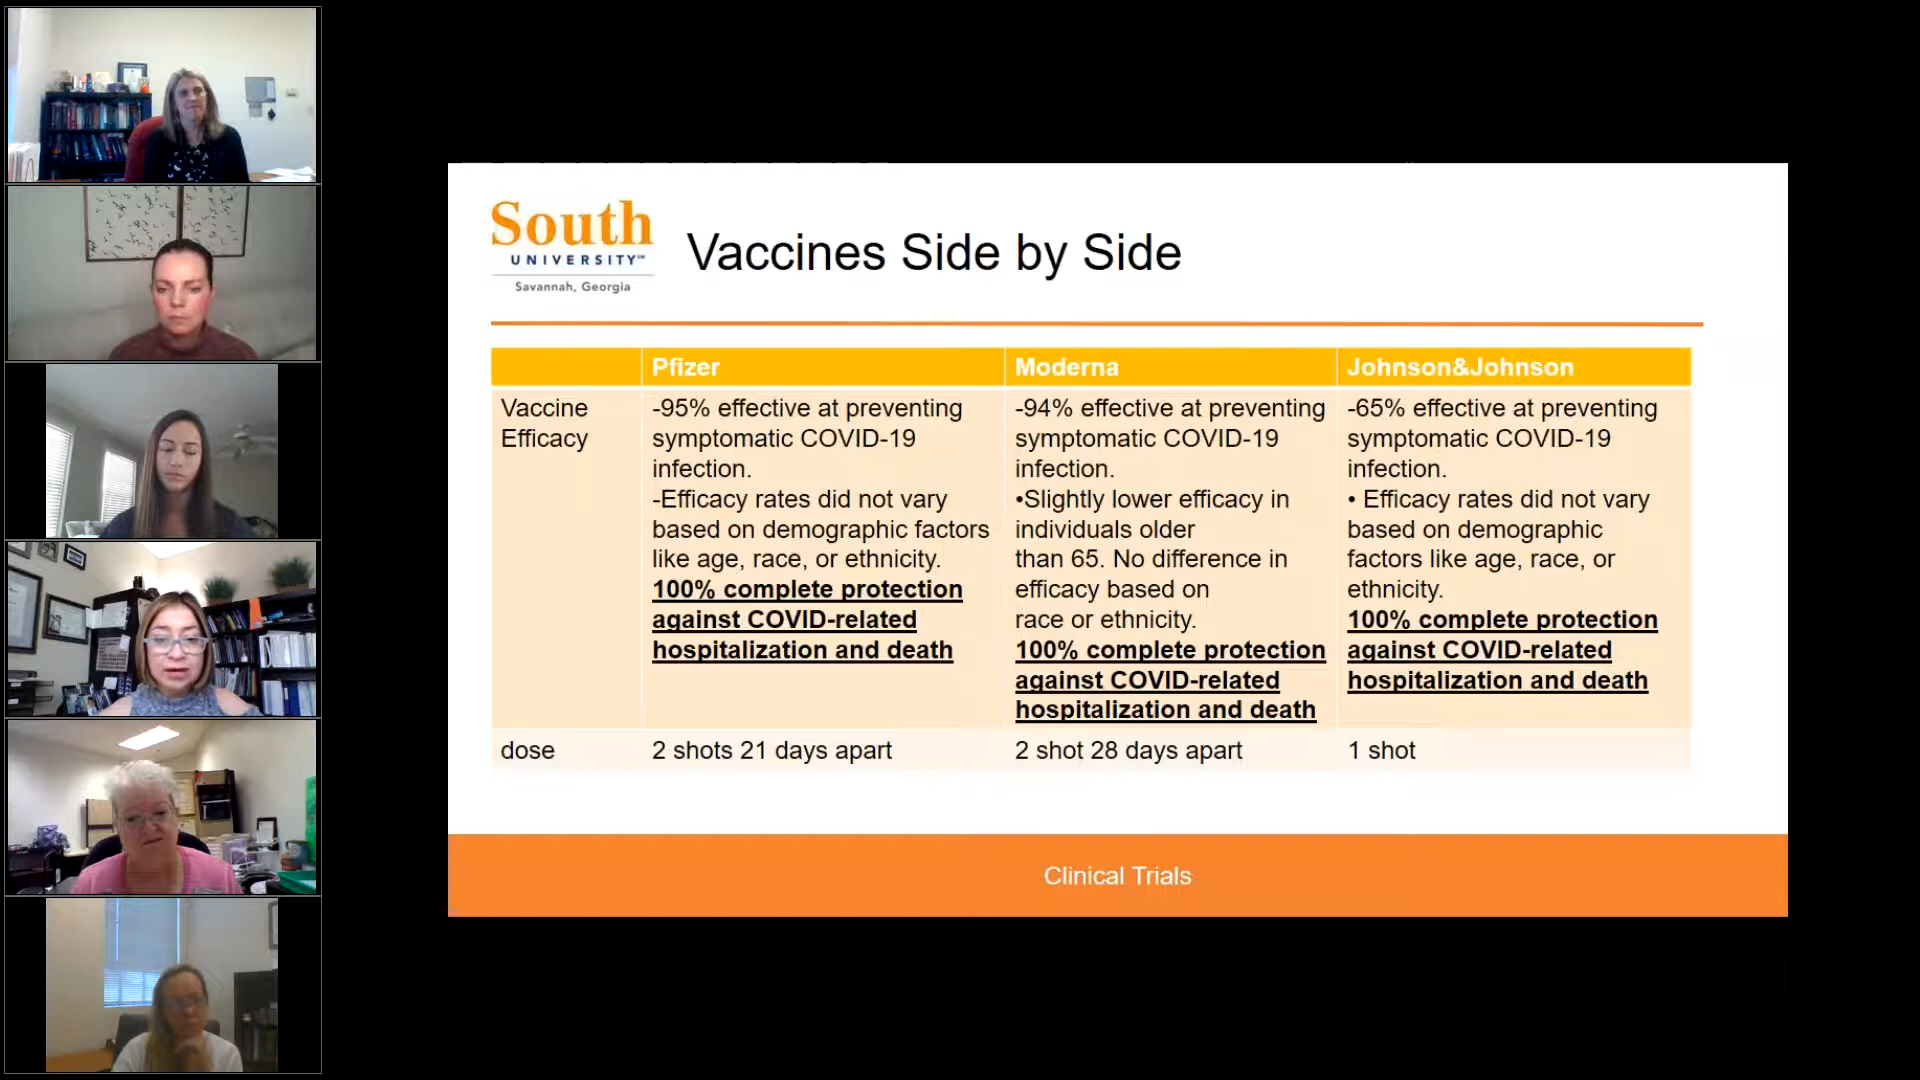 South
UNIVERSITY℠
Savannah, Georgia
Vaccines Side by Side
Pfizer
Moderna
Johnson&Johnson
Vaccine
Efficacy
-95% effective at preventing
symptomatic COVID-19
infection.
-Efficacy rates did not vary
based on demographic factors
like age, race, or ethnicity.
100% complete protection
against COVID-related
hospitalization and death
-94% effective at preventing
symptomatic COVID-19
infection.
•Slightly lower efficacy in
individuals older
than 65. No difference in
efficacy based on
race or ethnicity.
100% complete protection
against COVID-related
hospitalization and death
-65% effective at preventing
symptomatic COVID-19
infection.
• Efficacy rates did not vary
based on demographic
factors like age, race, or
ethnicity.
100% complete protection
against COVID-related
hospitalization and death
dose
2 shots 21 days apart
2 shot 28 days apart
1 shot
Clinical Trials